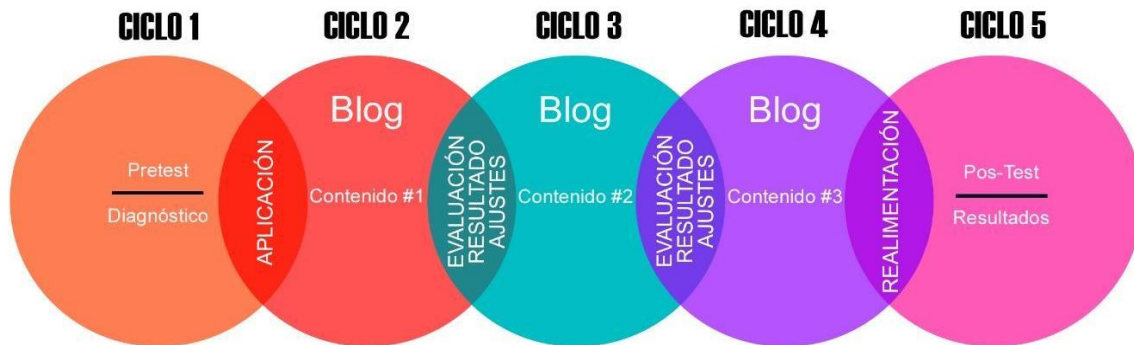 CICLO 1
CICLO 2
CICLO 3
CICLO 4
CICLO 5
Pretest
Diagnóstico
APLICACIÓN
Blog
Contenido #1
EVALUACIÓN
RESULTADO
AJUSTES
Blog
Contenido #2
EVALUACIÓN
RESULTADO
AJUSTES
Blog
Contenido #3
REALIMENTACIÓN
Pos-Test
Resultados